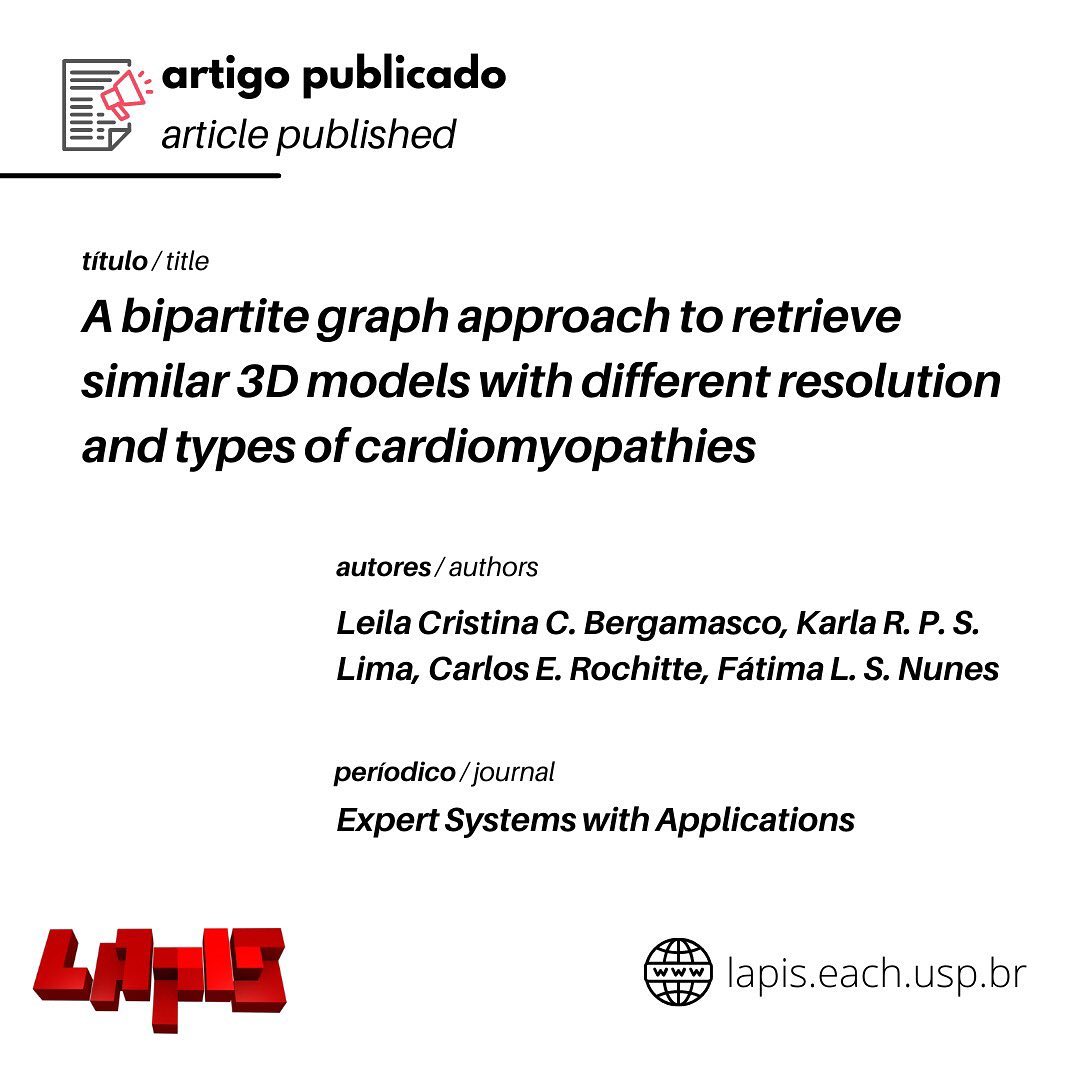 artigo publicado
article published
título / title
A bipartite graph approach to retrieve
similar 3D models with different resolution
and types of cardiomyopathies
autores / authors
Leila Cristina C. Bergamasco, Karla R. P. S.
Lima, Carlos E. Rochitte, Fátima L. S. Nunes
períodico / journal
Expert Systems with Applications
LAPIS
www
lapis.each.usp.br